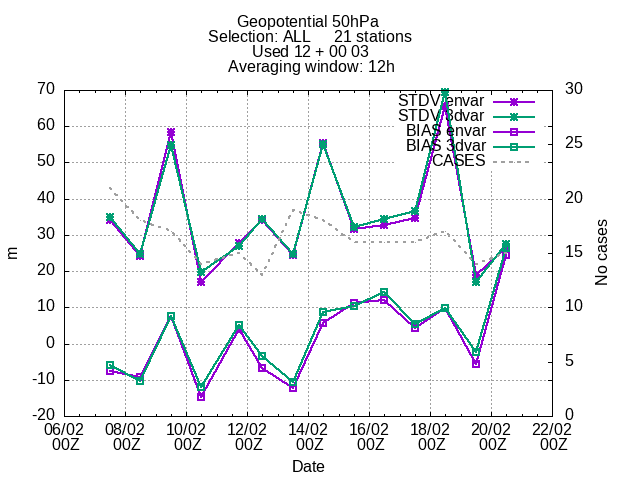 Geopotential 50hPa
Selection: ALL 21 stations
Used 12 + 00 03
Averaging window: 12h
STDV envar
STDV 3dvar
BIAS envar
BIAS 3dvar
CASES
70
60
50
40
30
20
10
0
-10
-20
m
30
25
20
15
10
5
0
No cases
06/02 08/02 10/02 12/02 14/02 16/02 18/02 20/02 22/02
00Z 00Z 00Z 00Z 00Z 00Z 00Z 00Z 00Z
Date